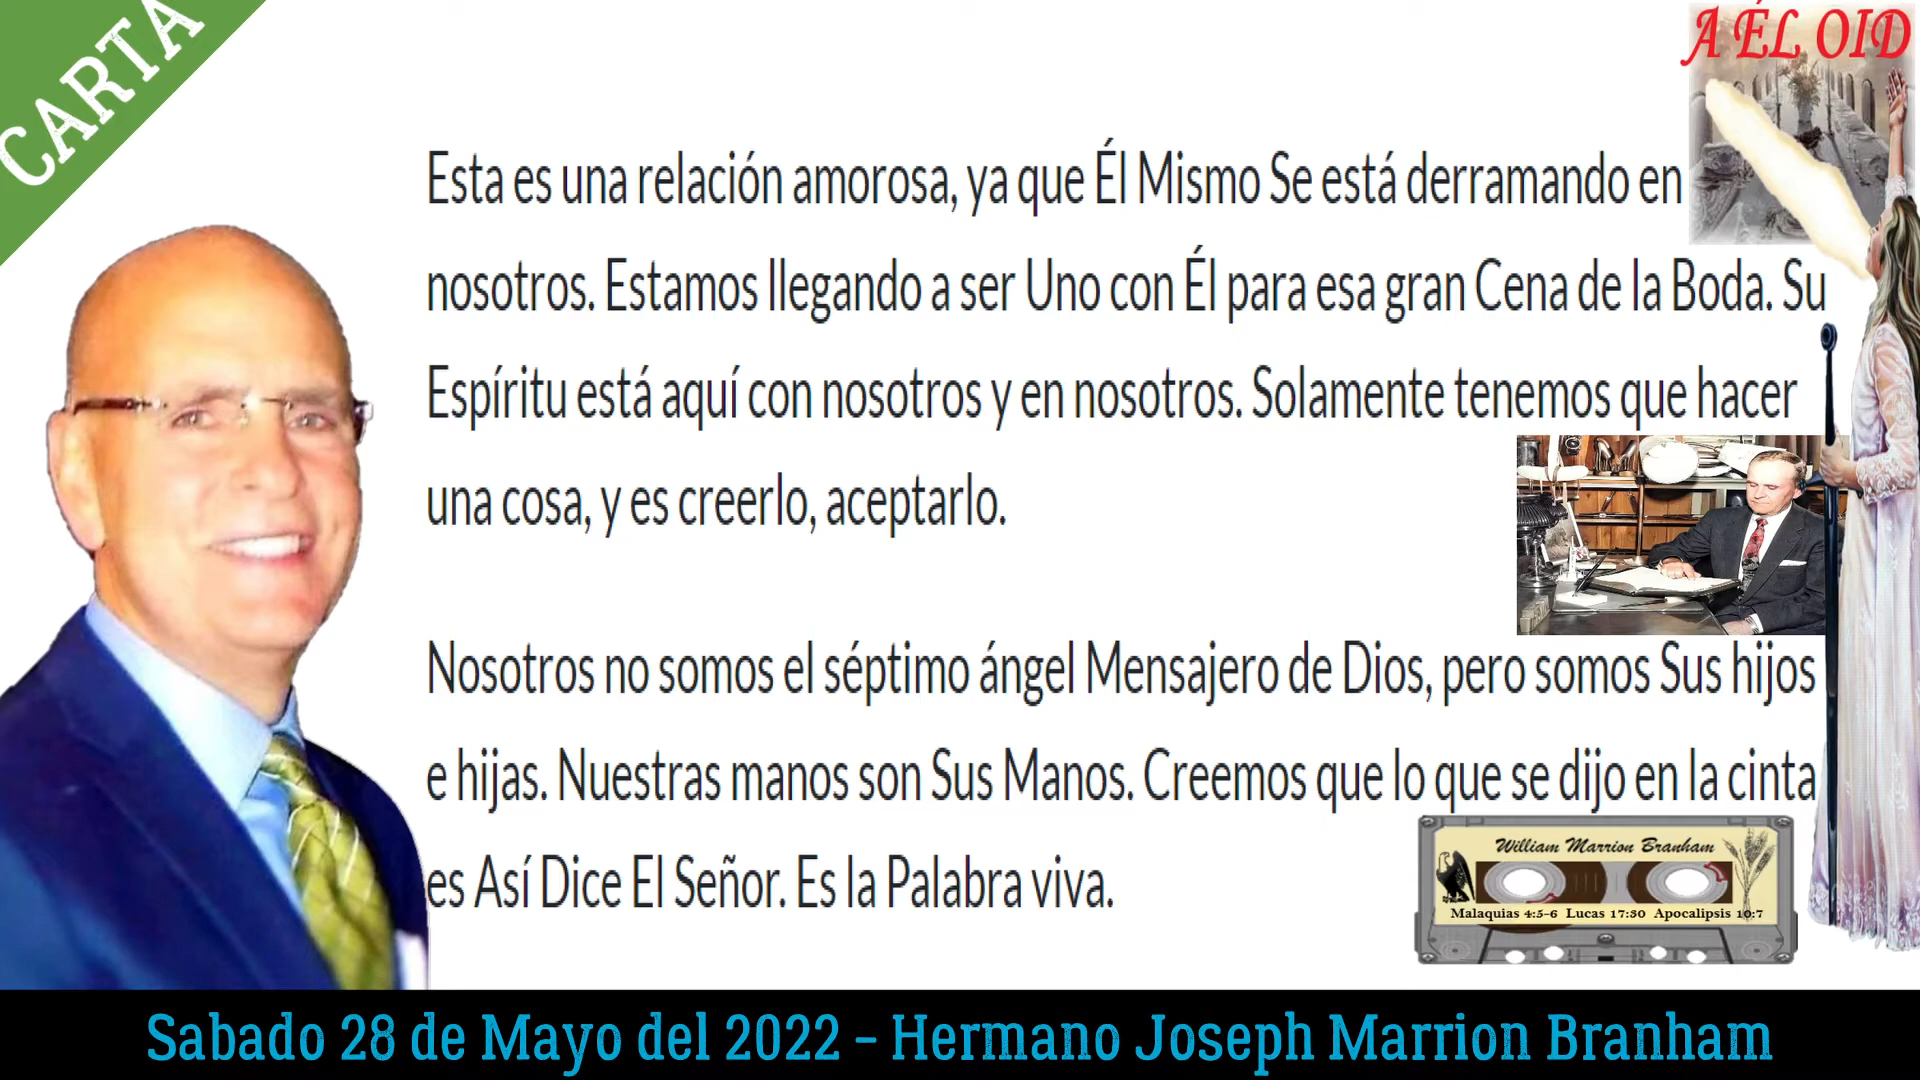 CARTA
A ÉL OID
Esta es una relación amorosa, ya que Él Mismo Se está derramando en
nosotros. Estamos llegando a ser Uno con Él para esa gran Cena de la Boda. Su
Espíritu está aquí con nosotros y en nosotros. Solamente tenemos que hacer
una cosa, y es creerlo, aceptarlo.
Nosotros no somos el séptimo ángel Mensajero de Dios, pero somos Sus hijos
e hijas. Nuestras manos son Sus Manos. Creemos que lo que se dijo en la cinta
es Así Dice El Señor. Es la Palabra viva.
William Marrion Branham
Malaquias 4:5-6 Lucas 17:30 Apocalipsis 10:7
Sabado 28 de Mayo del 2022 - Hermano Joseph Marrion Branham